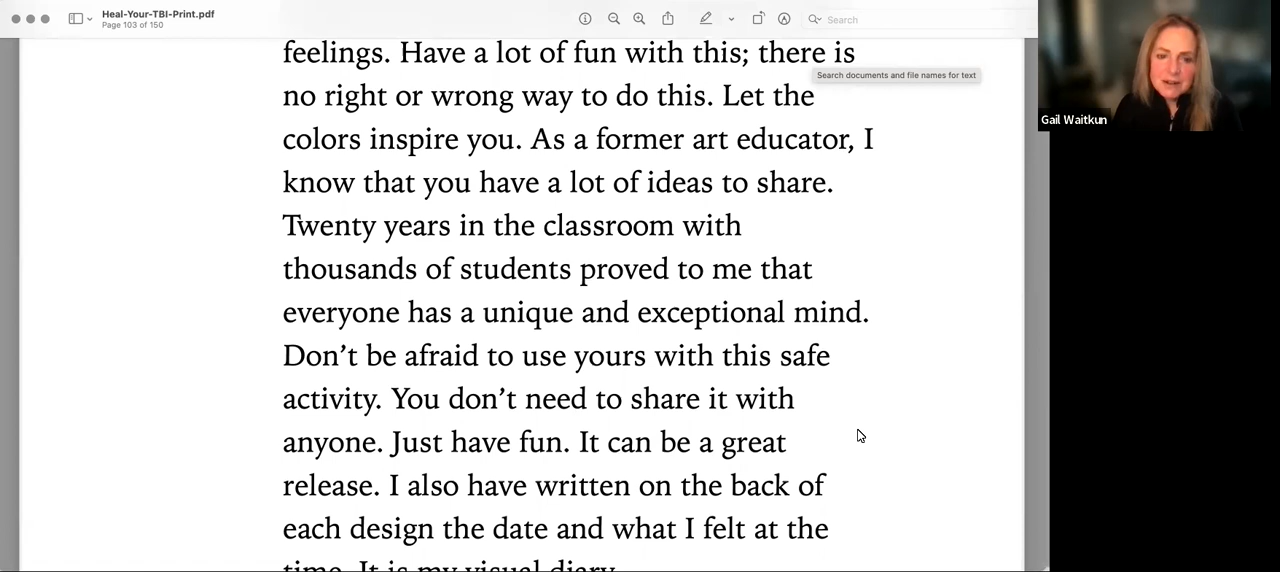 Heal-Your-TBI-Print.pdf
Page 103 of 150
Search
feelings. Have a lot of fun with this; there is
Search documents and file names for text
no right or wrong way to do this. Let the
colors inspire you. As a former art educator, I
know that you have a lot of ideas to share.
Twenty years in the classroom with
thousands of students proved to me that
everyone has a unique and exceptional mind.
Don’t be afraid to use yours with this safe
activity. You don’t need to share it with
anyone. Just have fun. It can be a great
release. I also have written on the back of
each design the date and what I felt at the
time. It is my visual diary.
Gail Waitkun